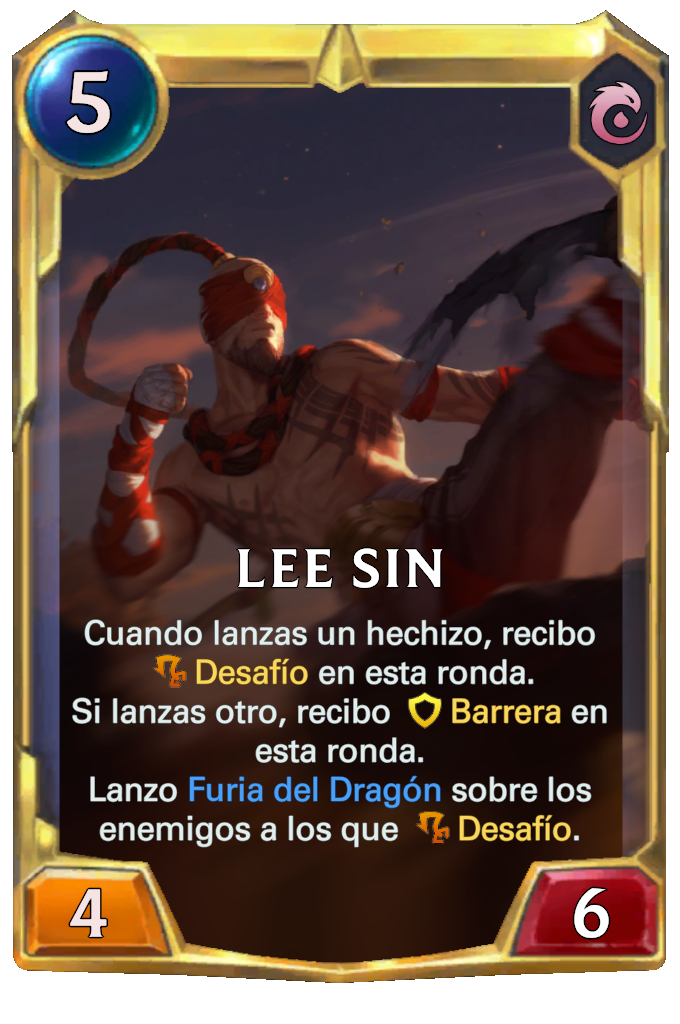 5
LEE SIN
Cuando lanzas un hechizo, recibo
Desafío en esta ronda.
Si lanzas otro, recibo Barrera en
esta ronda.
Lanzo Furia del Dragón sobre los
enemigos a los que Desafío.
4
6